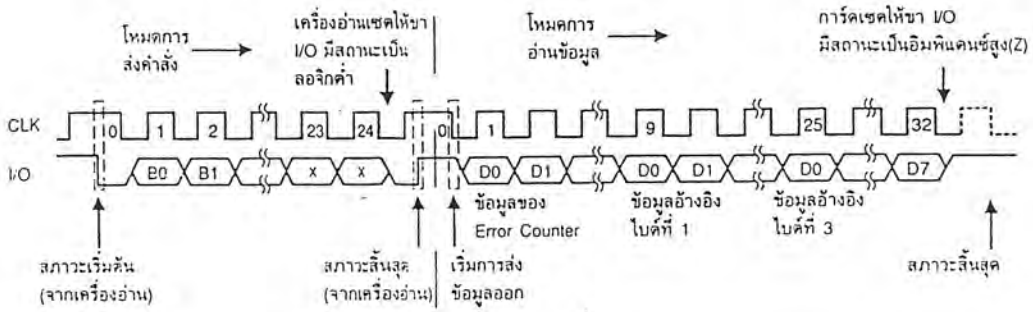 โหมดการ
ส่งคำสั่ง
เครื่องอ่านเซตให้ขา
I/O มีสถานะเป็น
ลอจิกต่ำ
โหมดการ
อ่านข้อมูล
การ์ดเซตให้ขา I/O
มีสถานะเป็นอิมพิแดนซ์สูง(Z)
CLK 0 1 2 23 24 0 1 9 25 32
I/O B0 B1 X X D0 D1 D0 D1 D0 D7
ข้อมูลของ
Error Counter
ข้อมูลอ้างอิง
ไบต์ที่ 1
ข้อมูลอ้างอิง
ไบต์ที่ 3
สภาวะเริ่มต้น
(จากเครื่องอ่าน)
สภาวะสิ้นสุด
(จากเครื่องอ่าน)
เริ่มการส่ง
ข้อมูลออก
สภาวะสิ้นสุด